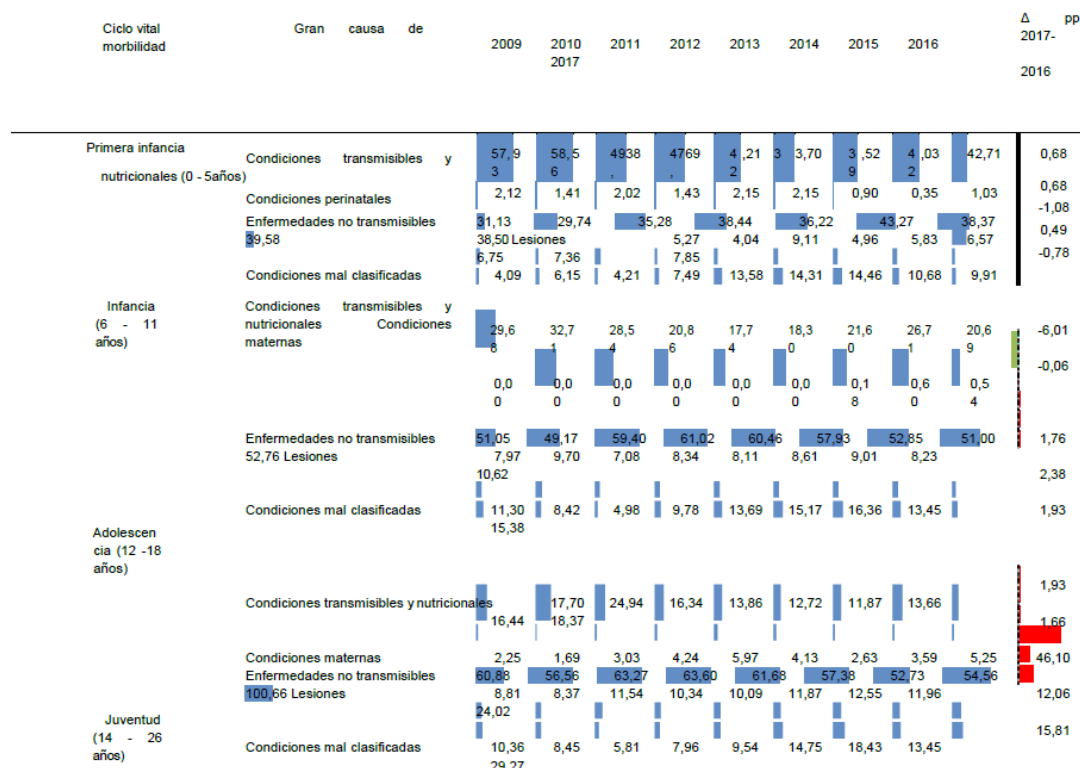 Ciclo vital Gran causa de Δ pp
morbilidad 2009 2010 2011 2012 2013 2014 2015 2016 2017-
2017
2016
Primera infancia
Condiciones transmisibles y 57,9 58,5 4938 4769 4 ,212 3 3,70 3 ,529 4 ,03 42,71 0,68
nutricionales (0 - 5años) 3 6 , , 2 9 2
Condiciones perinatales 2,12 1,41 2,02 1,43 2,15 2,15 0,90 0,35 1,03 0,68
-1,08
Enfermedades no transmisibles 31,13 29,74 35,28 38,44 36,22 43,27 38,37
0,49
39,58 38,50 Lesiones 5,27 4,04 9,11 4,96 5,83 6,57
6,75 7,36 7,85 -0,78
Condiciones mal clasificadas 4,09 6,15 4,21 7,49 13,58 14,31 14,46 10,68 9,91
Infancia Condiciones transmisibles y
(6 - 11 nutricionales Condiciones 29,6 32,7 28,5 20,8 17,7 18,3 21,6 26,7 20,6 -6,01
años) maternas 8 1 4 6 4 0 0 1 9
-0,06
0,0 0,0 0,0 0,0 0,0 0,0 0,1 0,6 0,5
0 0 0 0 0 0 8 0 4
Enfermedades no transmisibles 51,05 49,17 59,40 61,02 60,46 57,93 52,85 51,00 1,76
52,76 Lesiones 7,97 9,70 7,08 8,34 8,11 8,61 9,01 8,23
10,62 2,38
Condiciones mal clasificadas 11,30 8,42 4,98 9,78 13,69 15,17 16,36 13,45 1,93
15,38
Adolescen
cia (12 -18
años)
1,93
Condiciones transmisibles y nutricionales 17,70 24,94 16,34 13,86 12,72 11,87 13,66
16,44 18,37 1,66
Condiciones maternas 2,25 1,69 3,03 4,24 5,97 4,13 2,63 3,59 5,25 46,10
Enfermedades no transmisibles 60,88 56,56 63,27 63,60 61,68 57,38 52,73 54,56
100,66 Lesiones 8,81 8,37 11,54 10,34 10,09 11,87 12,55 11,96 12,06
24,02
Juventud 15,81
(14 - 26
Condiciones mal clasificadas 10,36 8,45 5,81 7,96 9,54 14,75 18,43 13,45
años)
29,27